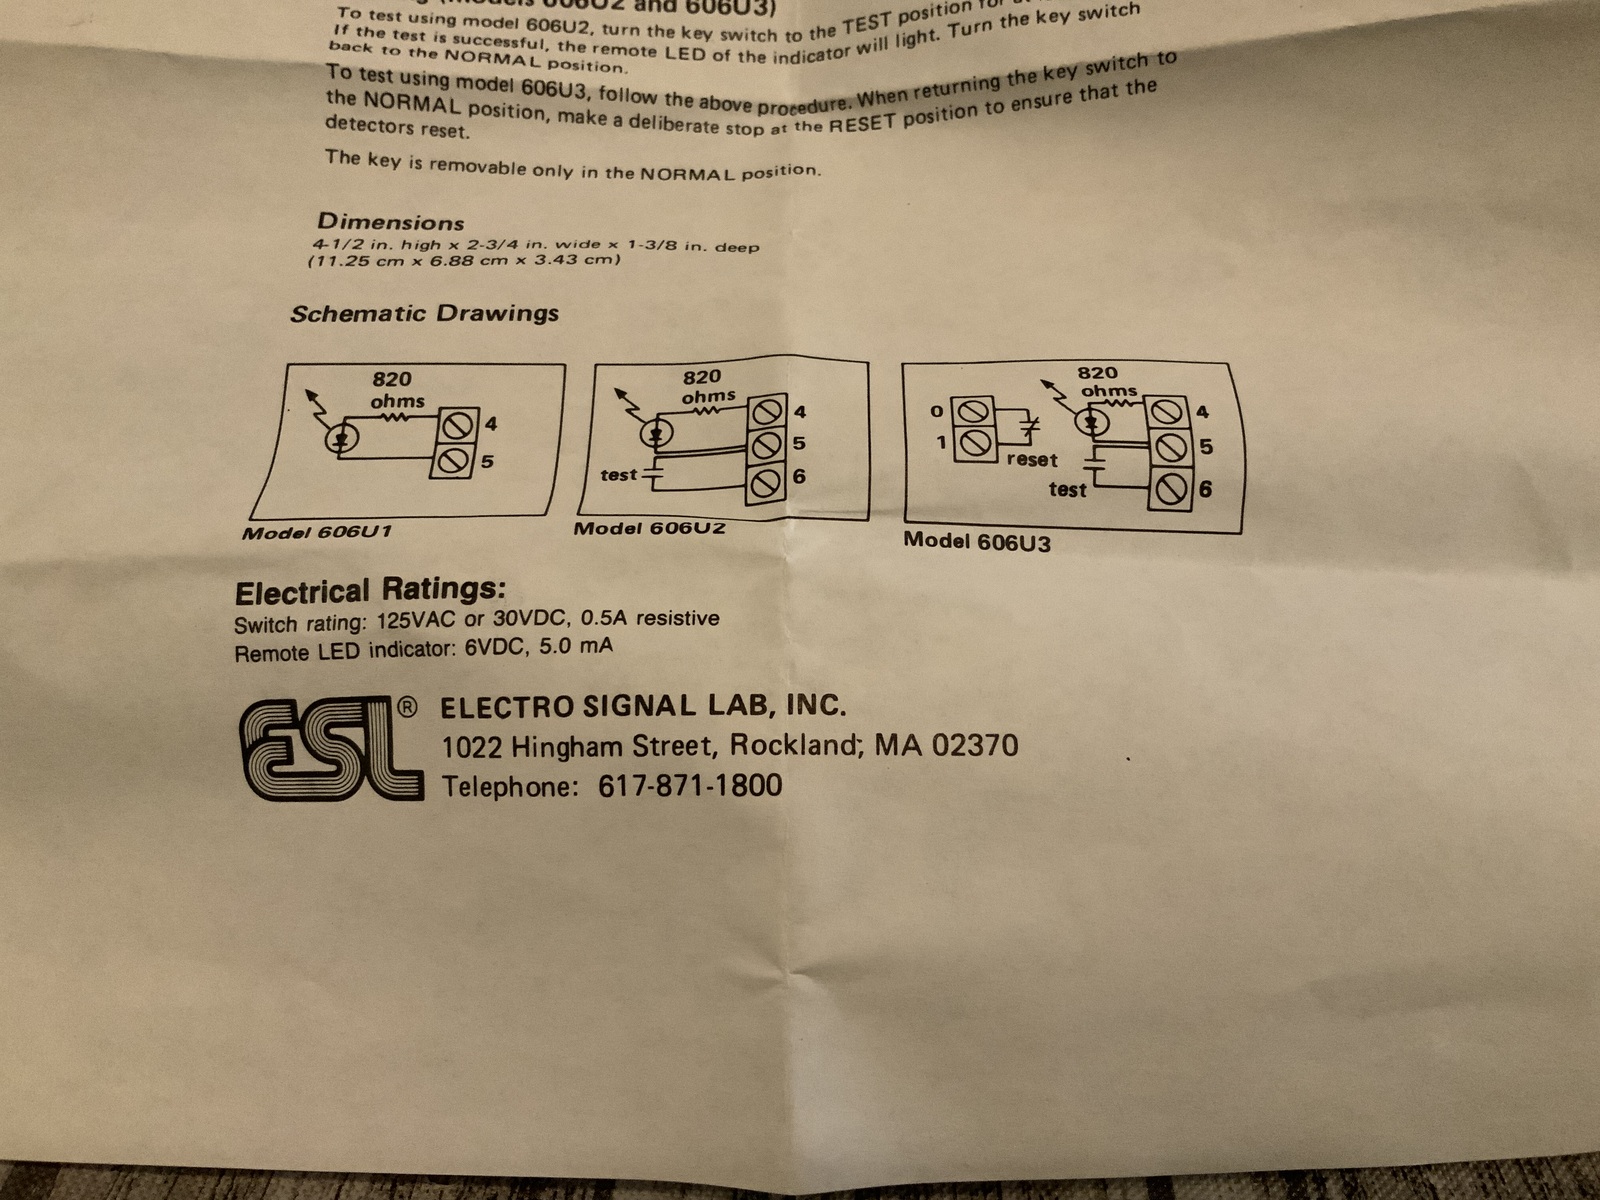 (Models 606U2 and 606U3)
To test using model 606U2, turn the key switch to the TEST position for
If the test is successful, the remote LED of the indicator will light. Turn the key switch
back to the NORMAL position.
To test using model 606U3, follow the above procedure. When returning the key switch to
the NORMAL position, make a deliberate stop at the RESET position to ensure that the
detectors reset.
The key is removable only in the NORMAL position.
Dimensions
4-1/2 in. high x 2-3/4 in. wide x 1-3/8 in. deep
(11.25 cm x 6.88 cm x 3.43 cm)
Schematic Drawings
820
ohms
4
5
Model 606U1
820
ohms
4
5
test
6
Model 606U2
820
ohms
0
4
1
5
reset
test
6
Model 606U3
Electrical Ratings:
Switch rating: 125VAC or 30VDC, 0.5A resistive
Remote LED indicator: 6VDC, 5.0 mA
ESL®
ELECTRO SIGNAL LAB, INC.
1022 Hingham Street, Rockland, MA 02370
Telephone: 617-871-1800